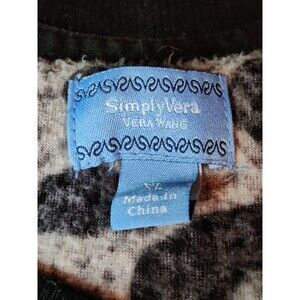 SimplyVera
VERA WANG
XL
Made in
China